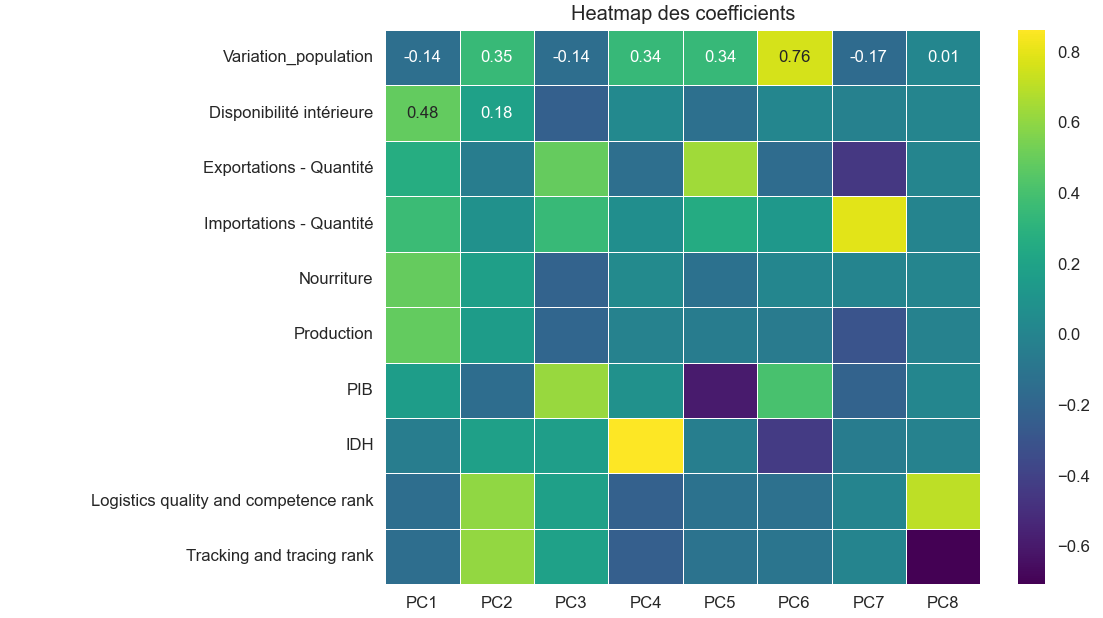 Heatmap des coefficients
Variation_population -0.14 0.35 -0.14 0.34 0.34 0.76 -0.17 0.01
Disponibilité intérieure 0.48 0.18
Exportations - Quantité
Importations - Quantité
Nourriture
Production
PIB
IDH
Logistics quality and competence rank
Tracking and tracing rank
PC1 PC2 PC3 PC4 PC5 PC6 PC7 PC8
0.8
0.6
0.4
0.2
0.0
−0.2
−0.4
−0.6